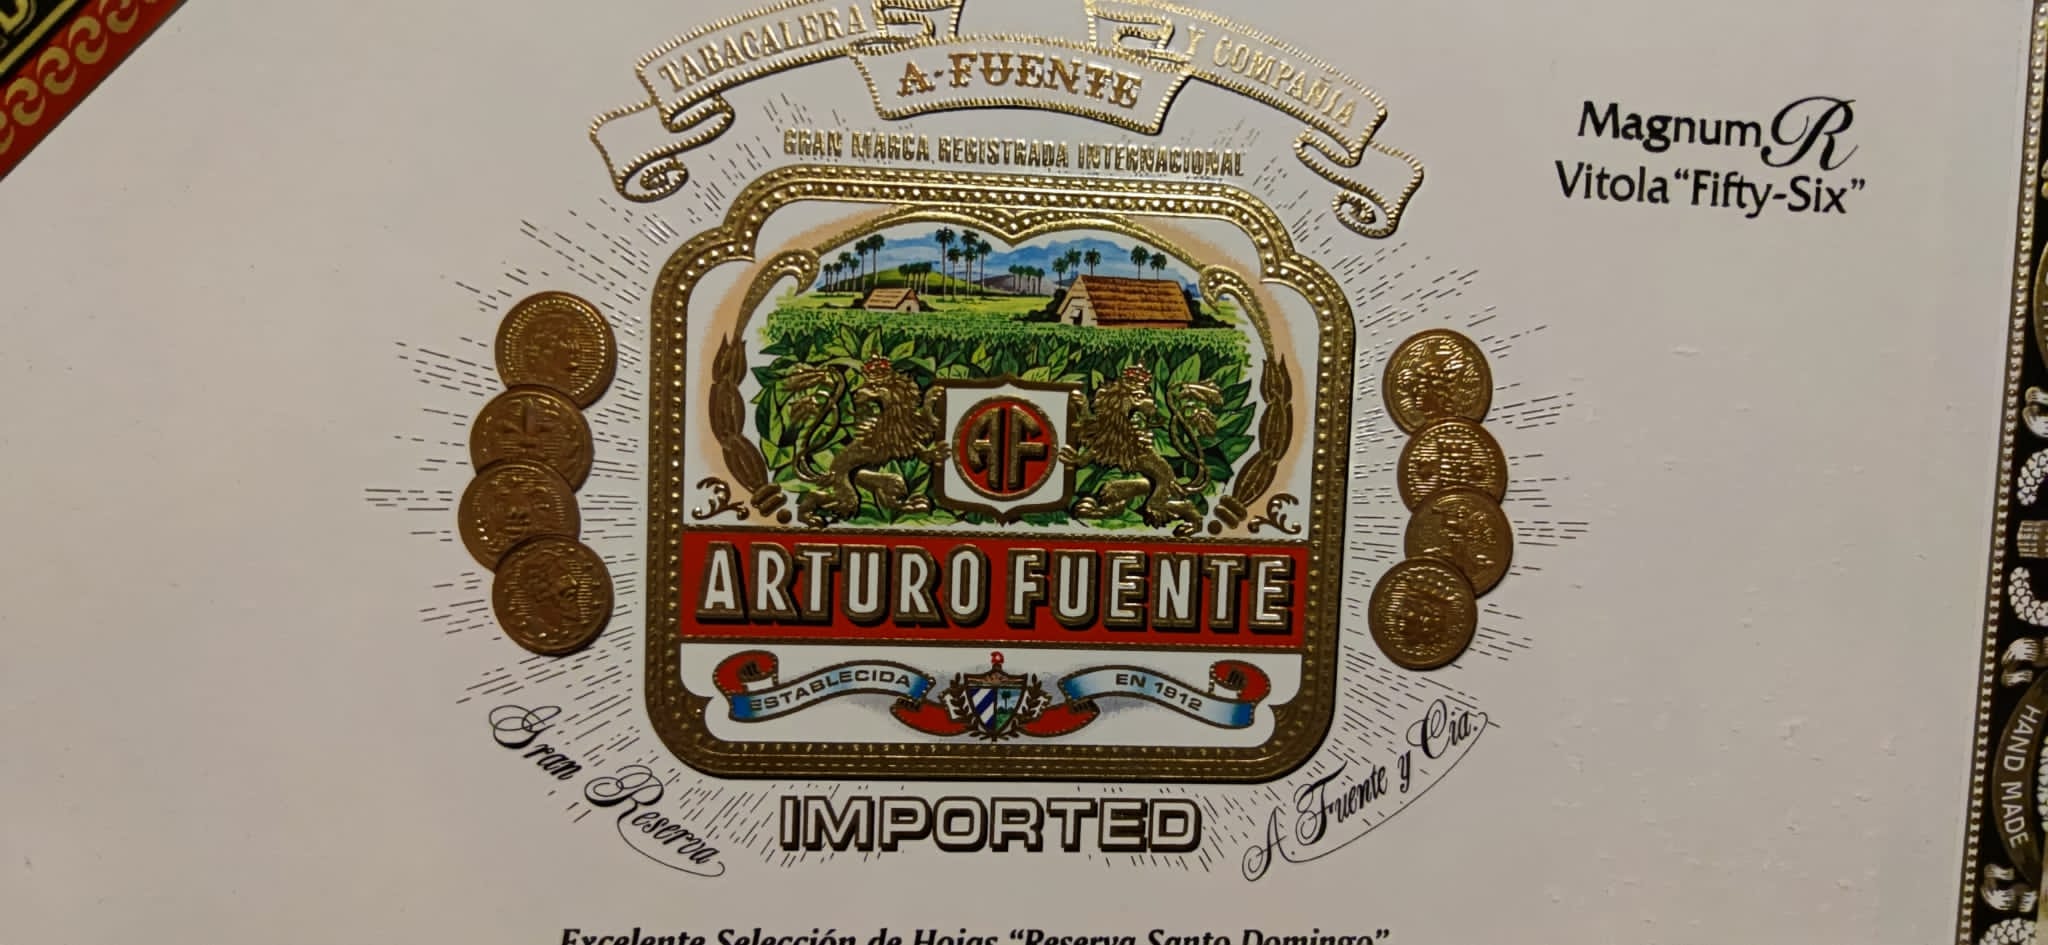 TABACALERA A·FUENTE Y COMPAÑIA
GRAN MARCA REGISTRADA INTERNACIONAL
Magnum R
Vitola “Fifty-Six”
AF
ARTURO FUENTE
ESTABLECIDA EN 1912
Gran Reserva
A. Fuente y Cia.
IMPORTED
HAND MADE
Excelente Selección de Hojas “Reserva Santo Domingo”